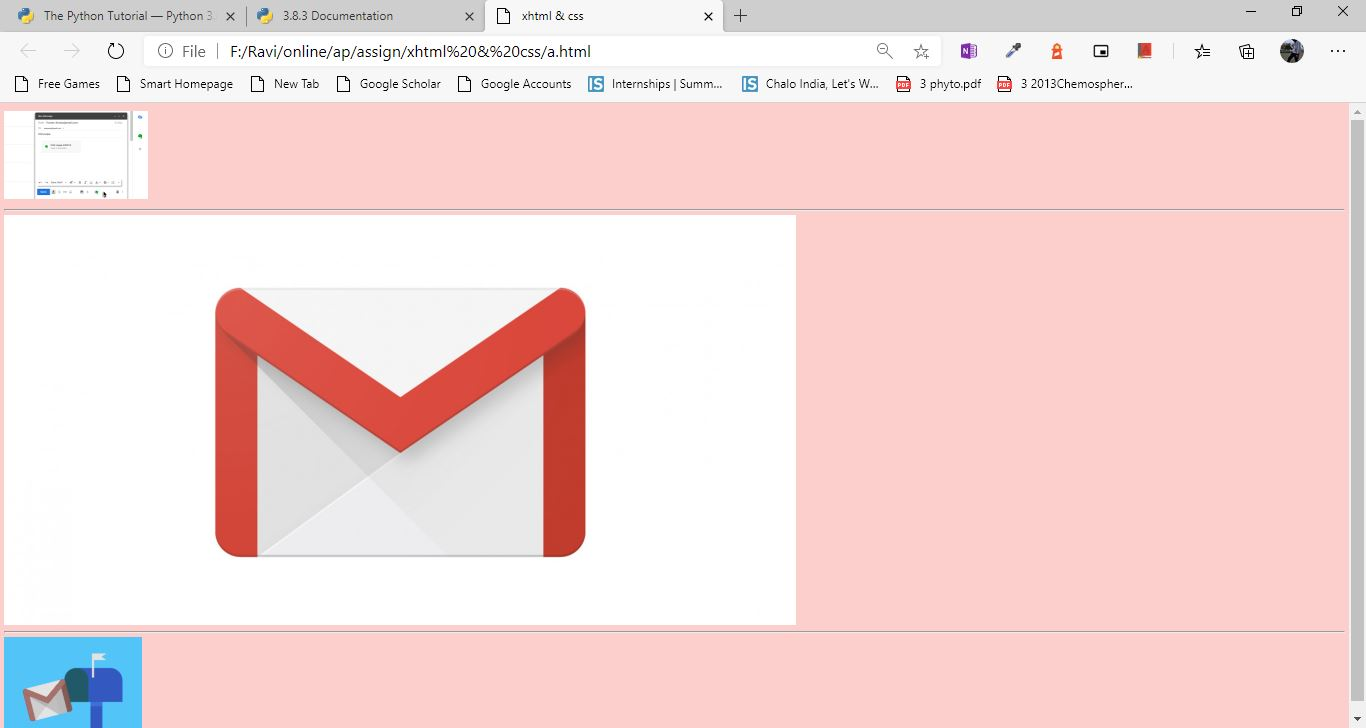 The Python Tutorial — Python 3.
3.8.3 Documentation
xhtml & css
File
F:/Ravi/online/ap/assign/xhtml%20&%20css/a.html
Free Games
Smart Homepage
New Tab
Google Scholar
Google Accounts
Internships | Summ...
Chalo India, Let's W...
3 phyto.pdf
3 2013Chemospher...